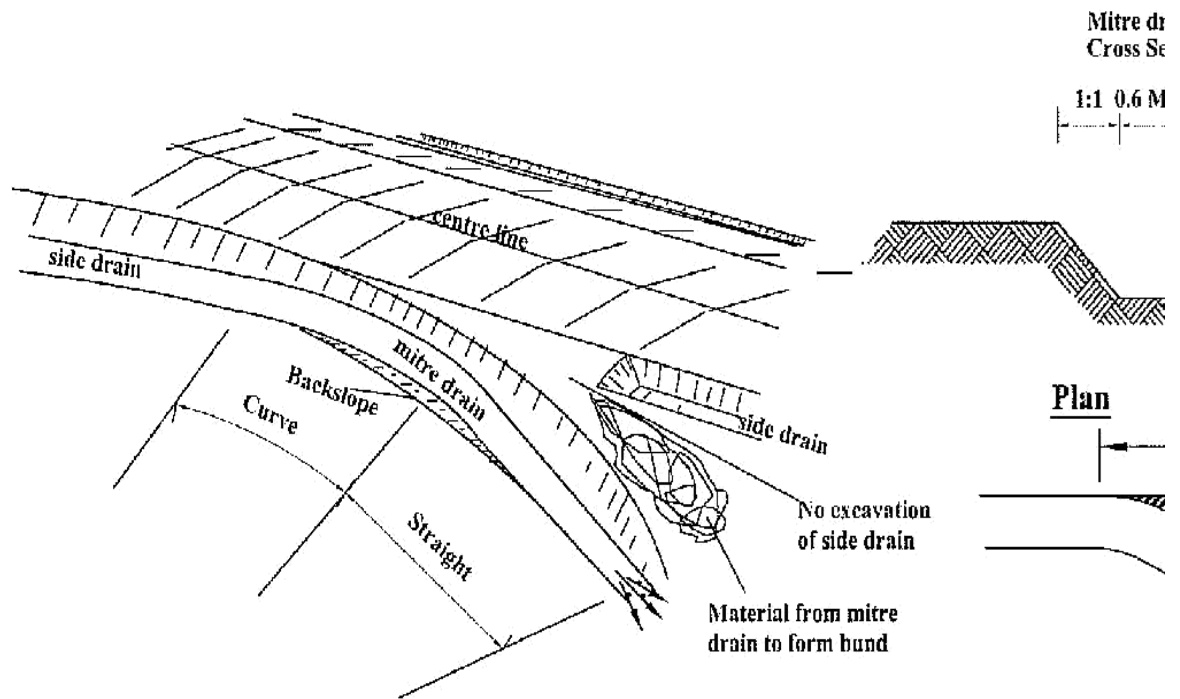 Mitre dr
Cross Se
1:1 0.6 M
centre line
side drain
mitre drain
Backslope
Curve
Straight
side drain
Plan
No excavation
of side drain
Material from mitre
drain to form bund